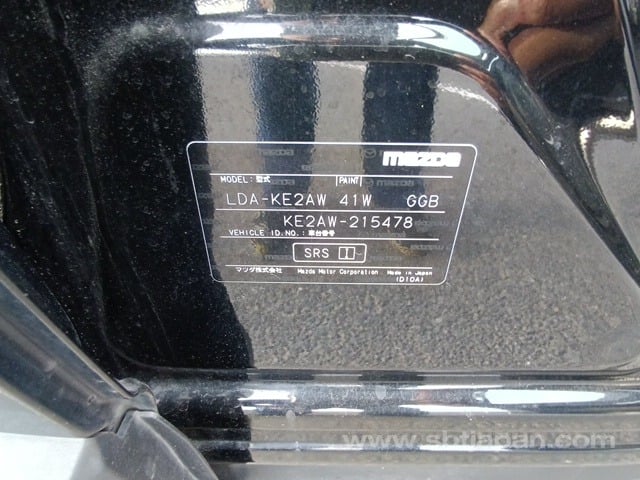 mazda
MODEL: 型式 PAINT
LDA-KE2AW 41W GGB
KE2AW-215478
VEHICLE ID.NO.: 車台番号
SRS
マツダ株式会社 Mazda Motor Corporation Made in Japan
www.sbtjapan.com